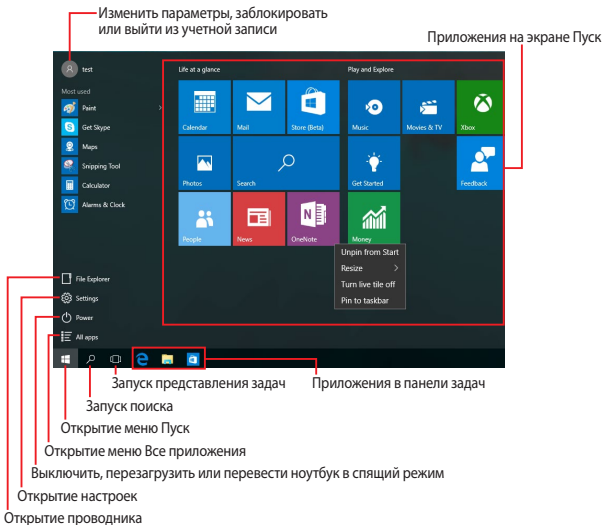 Изменить параметры, заблокировать
или выйти из учетной записи
Приложения на экране Пуск
test
Life at a glance
Play and Explore
Most used
Paint
Get Skype
Maps
Snipping Tool
Calculator
Alarms & Clock
Calendar
Mail
Store (Beta)
Music
Movies & TV
Xbox
Photos
Search
Get Started
Feedback
People
News
OneNote
Money
Unpin from Start
Resize
Turn live tile off
Pin to taskbar
File Explorer
Settings
Power
All apps
Запуск представления задач
Приложения в панели задач
Запуск поиска
Открытие меню Пуск
Открытие меню Все приложения
Выключить, перезагрузить или перевести ноутбук в спящий режим
Открытие настроек
Открытие проводника